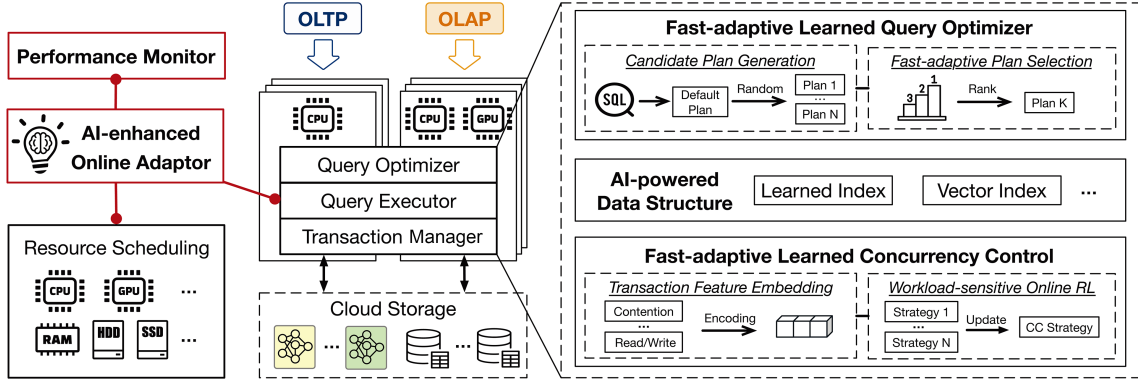 Performance Monitor
AI-enhanced
Online Adaptor
Resource Scheduling
CPU
GPU
...
RAM
HDD
SSD
...
OLTP
OLAP
CPU
CPU
GPU
Query Optimizer
Query Executor
Transaction Manager
Cloud Storage
...
...
Fast-adaptive Learned Query Optimizer
Candidate Plan Generation
SQL
Default
Plan
Random
Plan 1
...
Plan N
Fast-adaptive Plan Selection
3
2
1
Rank
Plan K
AI-powered
Data Structure
Learned Index
Vector Index
...
Fast-adaptive Learned Concurrency Control
Transaction Feature Embedding
Contention
...
Read/Write
Encoding
Workload-sensitive Online RL
Strategy 1
...
Strategy N
Update
CC Strategy